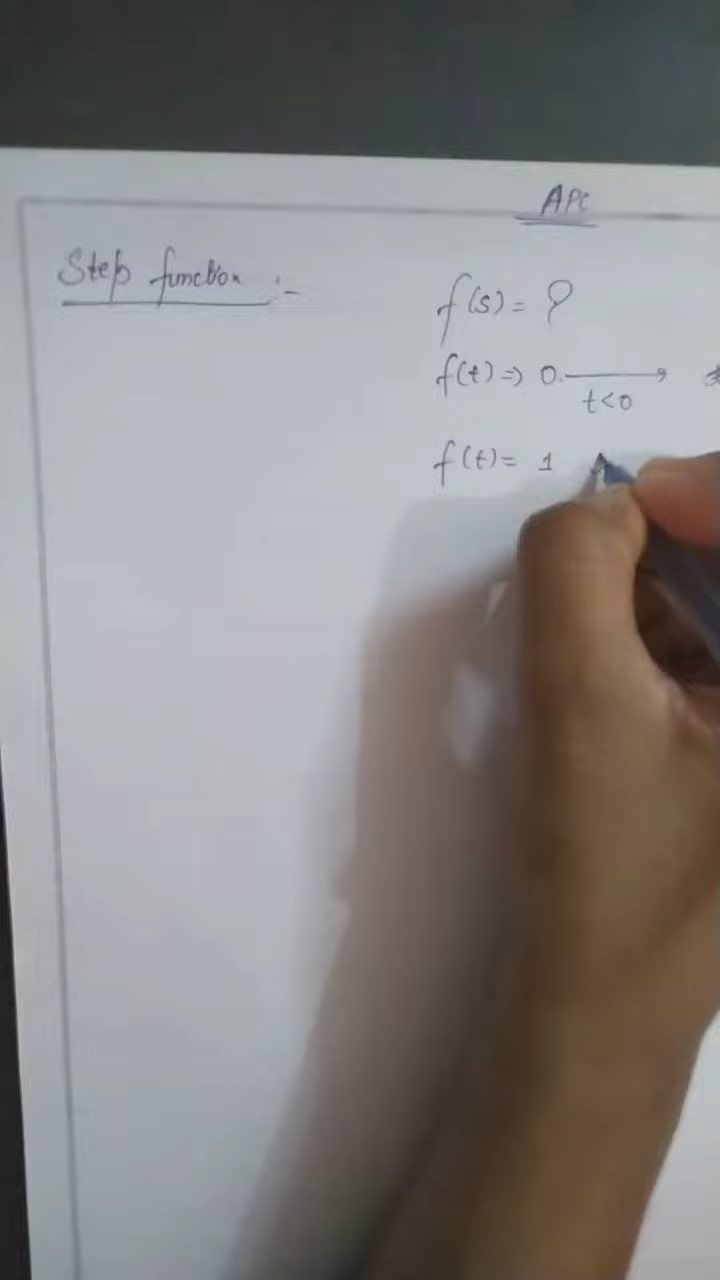 APC
Step function :-
f(s) = ?
f(t) => 0 ⟶
t<0
f(t) = 1